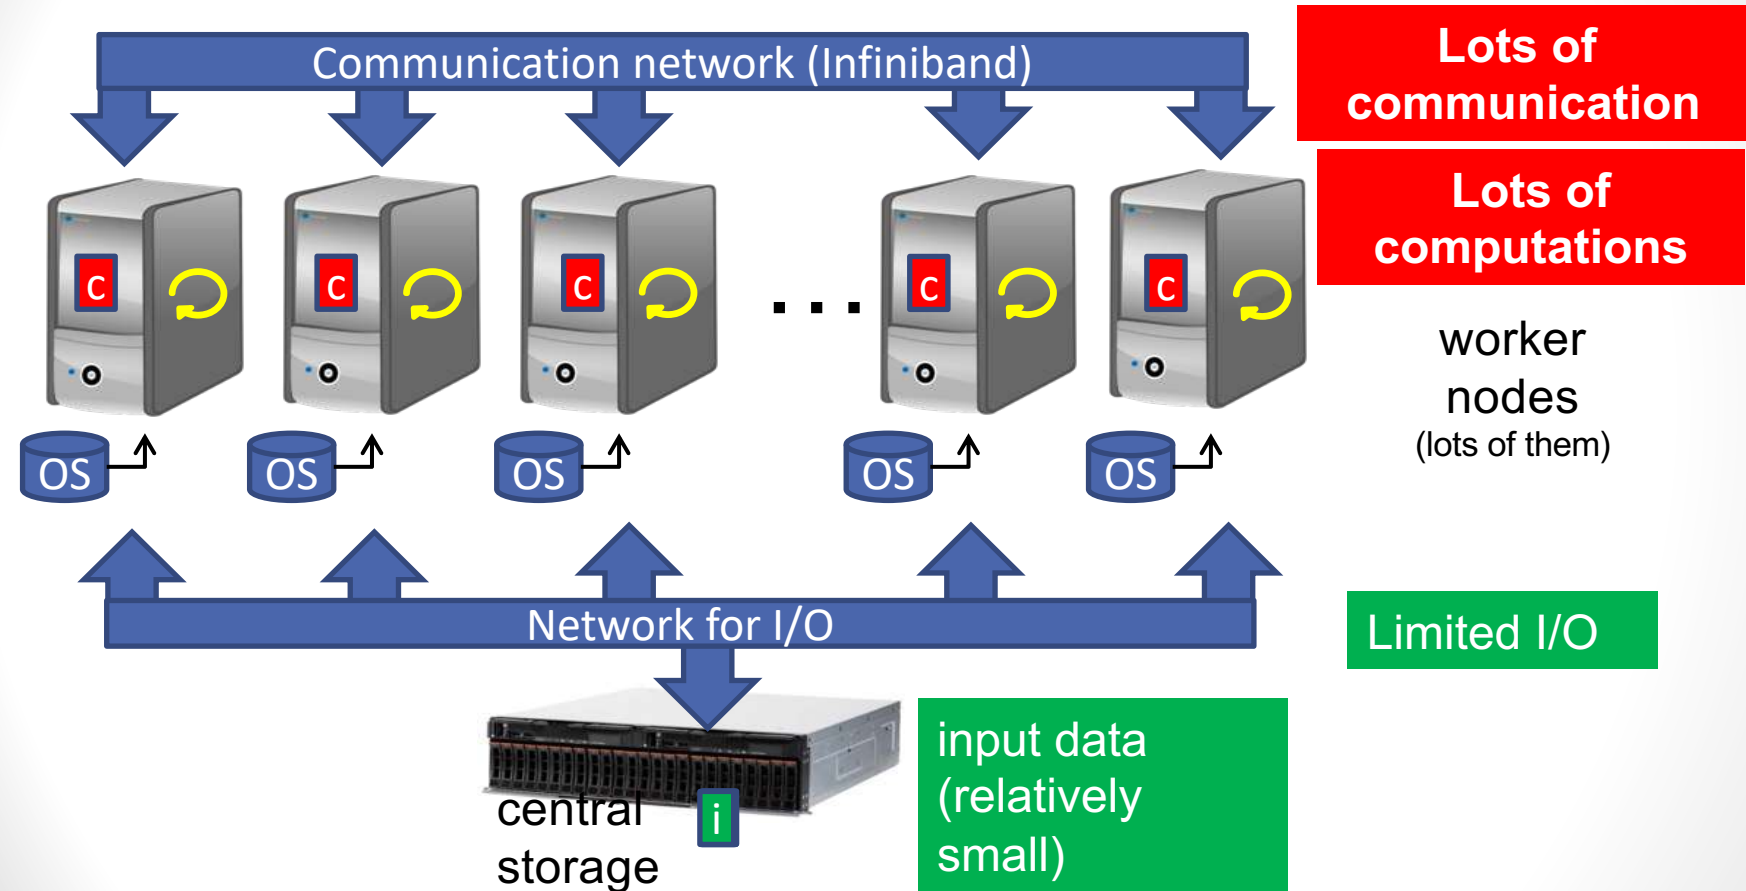 Communication network (Infiniband)
Lots of
communication
Lots of
computations
c
c
c
...
c
c
worker
nodes
(lots of them)
OS
OS
OS
OS
OS
Network for I/O
Limited I/O
input data
(relatively
small)
central
storage
i